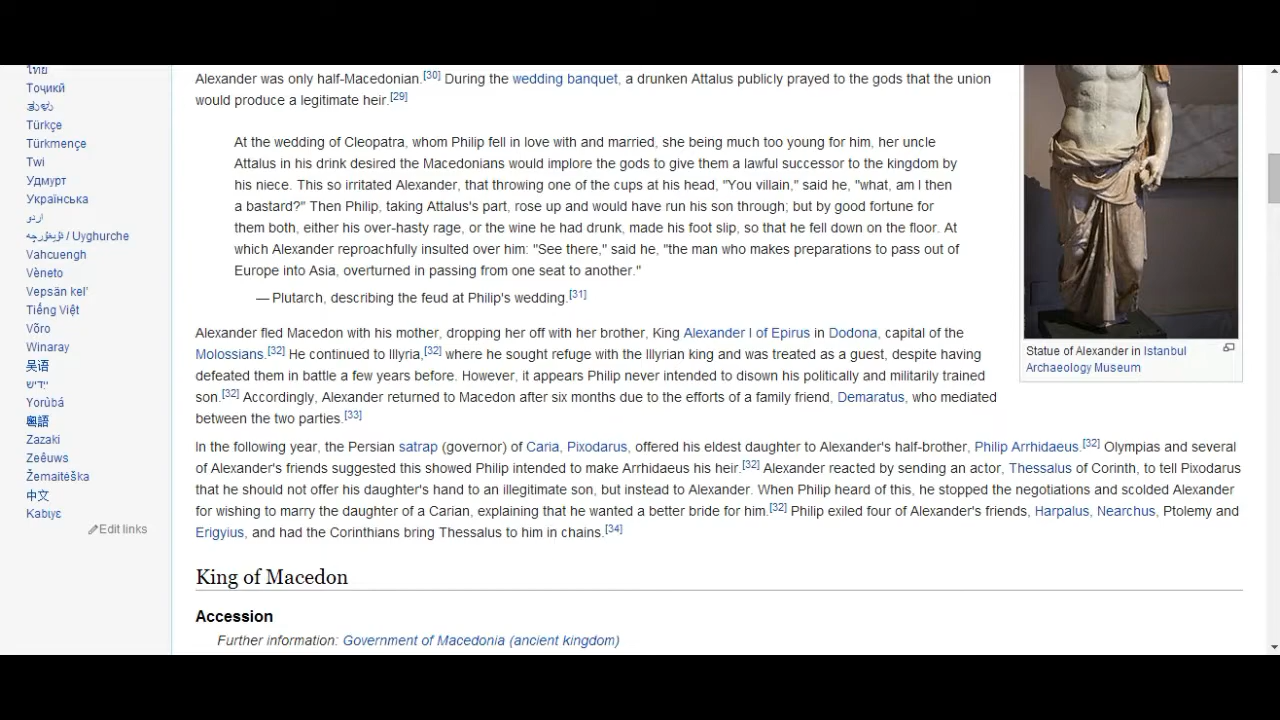 ไทย
Тоҷикӣ
ತುಳು
Türkçe
Türkmençe
Twi
Удмурт
Українська
اردو
ئۇيغۇرچە / Uyghurche
Vahcuengh
Vèneto
Vepsän kel’
Tiếng Việt
Võro
Winaray
吴语
ייִדיש
Yorùbá
粵語
Zazaki
Zeêuws
Žemaitėška
中文
Kabɩyɛ
Edit links
Alexander was only half-Macedonian.[30] During the wedding banquet, a drunken Attalus publicly prayed to the gods that the union
would produce a legitimate heir.[29]
At the wedding of Cleopatra, whom Philip fell in love with and married, she being much too young for him, her uncle
Attalus in his drink desired the Macedonians would implore the gods to give them a lawful successor to the kingdom by
his niece. This so irritated Alexander, that throwing one of the cups at his head, "You villain," said he, "what, am I then
a bastard?" Then Philip, taking Attalus's part, rose up and would have run his son through; but by good fortune for
them both, either his over-hasty rage, or the wine he had drunk, made his foot slip, so that he fell down on the floor. At
which Alexander reproachfully insulted over him: "See there," said he, "the man who makes preparations to pass out of
Europe into Asia, overturned in passing from one seat to another."
— Plutarch, describing the feud at Philip's wedding.[31]
Alexander fled Macedon with his mother, dropping her off with her brother, King Alexander I of Epirus in Dodona, capital of the
Molossians.[32] He continued to Illyria,[32] where he sought refuge with the Illyrian king and was treated as a guest, despite having
defeated them in battle a few years before. However, it appears Philip never intended to disown his politically and militarily trained
son.[32] Accordingly, Alexander returned to Macedon after six months due to the efforts of a family friend, Demaratus, who mediated
between the two parties.[33]
In the following year, the Persian satrap (governor) of Caria, Pixodarus, offered his eldest daughter to Alexander's half-brother, Philip Arrhidaeus.[32] Olympias and several
of Alexander's friends suggested this showed Philip intended to make Arrhidaeus his heir.[32] Alexander reacted by sending an actor, Thessalus of Corinth, to tell Pixodarus
that he should not offer his daughter's hand to an illegitimate son, but instead to Alexander. When Philip heard of this, he stopped the negotiations and scolded Alexander
for wishing to marry the daughter of a Carian, explaining that he wanted a better bride for him.[32] Philip exiled four of Alexander's friends, Harpalus, Nearchus, Ptolemy and
Erigyius, and had the Corinthians bring Thessalus to him in chains.[34]
King of Macedon
Accession
Further information: Government of Macedonia (ancient kingdom)
Statue of Alexander in Istanbul
Archaeology Museum